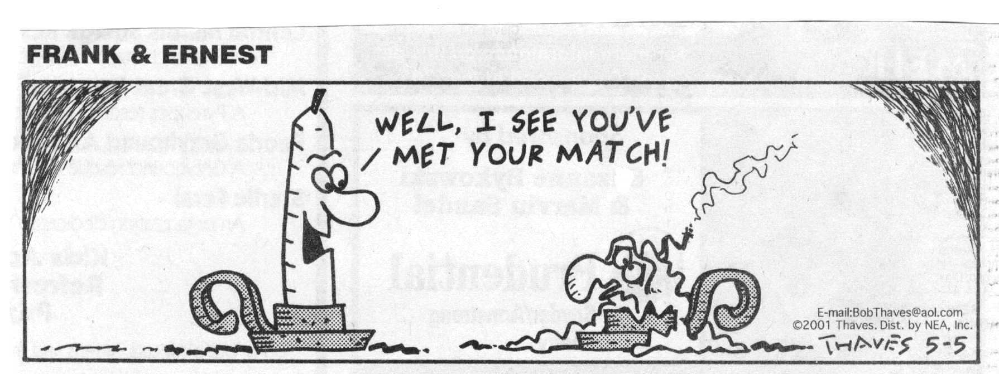 FRANK & ERNEST
WELL, I SEE YOU'VE
MET YOUR MATCH!
E-mail:BobThaves@aol.com
©2001 Thaves. Dist. by NEA, Inc.
THAVES 5-5